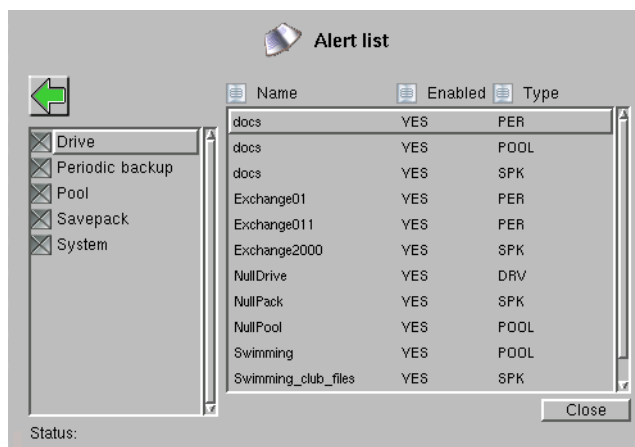 Alert list
Name Enabled Type
Drive
Periodic backup
Pool
Savepack
System
docs YES PER
docs YES POOL
docs YES SPK
Exchange01 YES PER
Exchange011 YES PER
Exchange2000 YES SPK
NullDrive YES DRV
NullPack YES SPK
NullPool YES POOL
Swimming YES POOL
Swimming_club_files YES SPK
Close
Status: